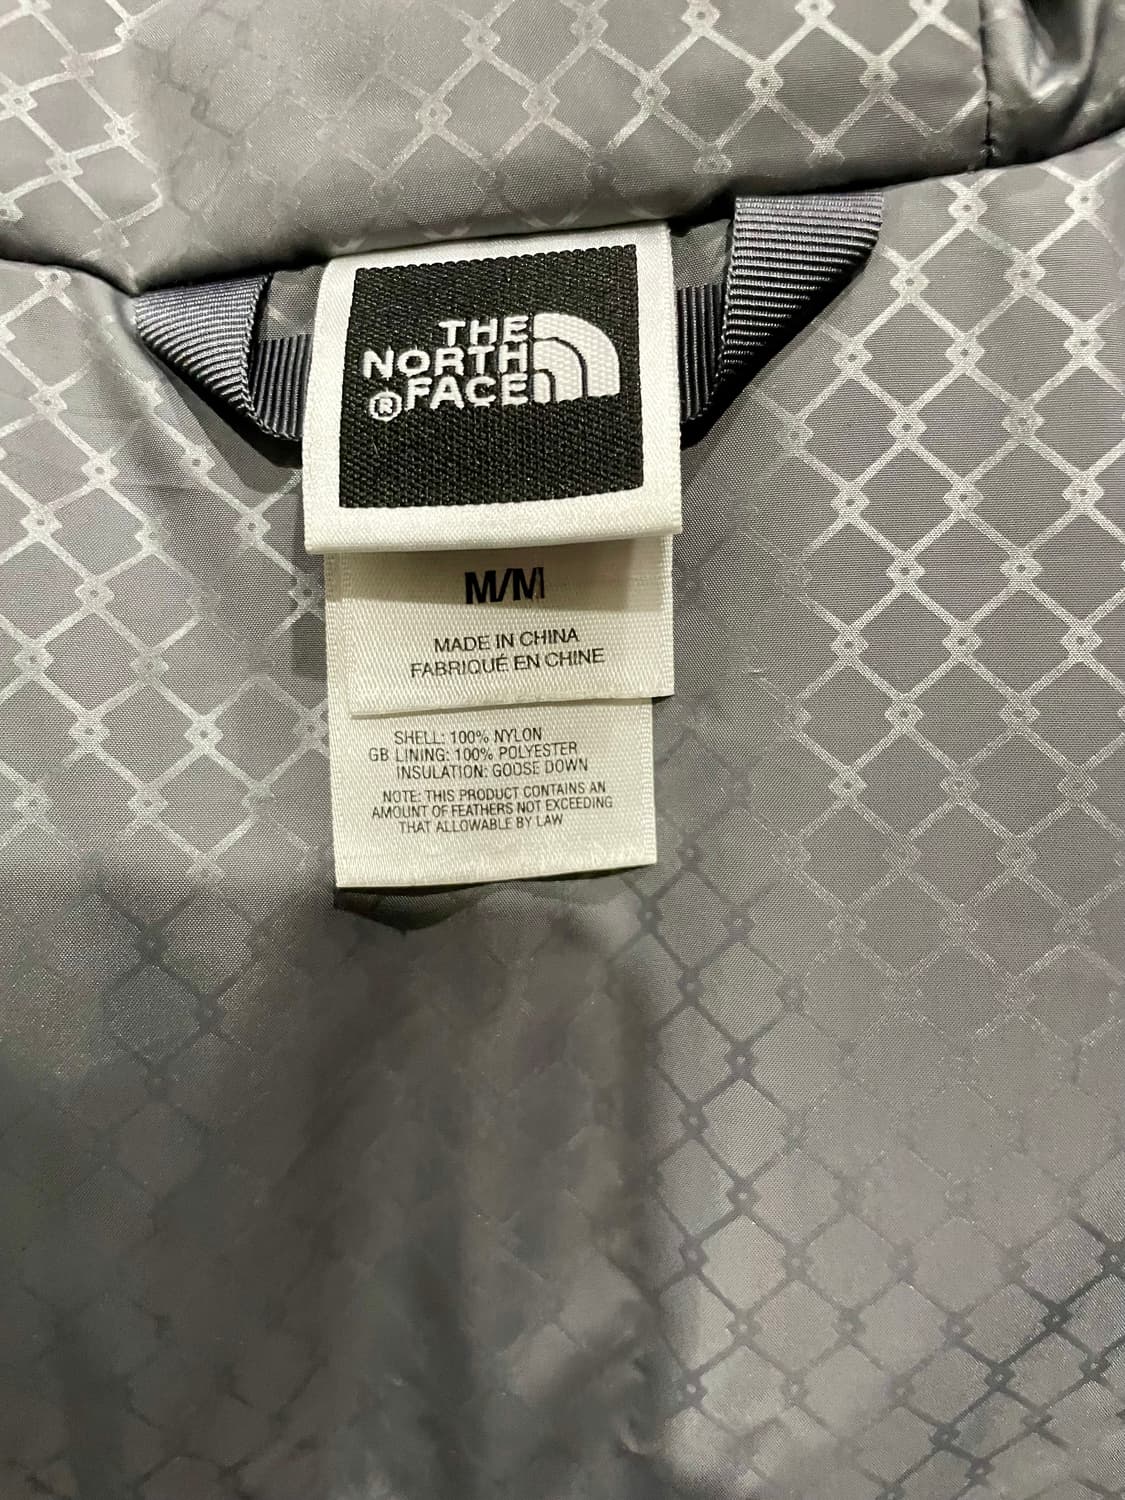 THE
NORTH
®FACE
M/M
MADE IN CHINA
FABRIQUÉ EN CHINE
SHELL: 100% NYLON
GB LINING: 100% POLYESTER
INSULATION: GOOSE DOWN
NOTE: THIS PRODUCT CONTAINS AN
AMOUNT OF FEATHERS NOT EXCEEDING
THAT ALLOWABLE BY LAW